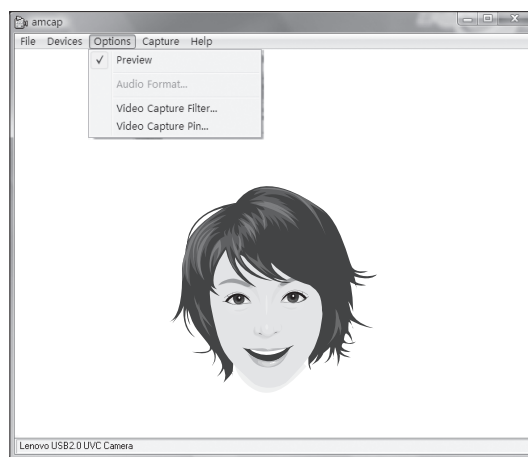 amcap
File Devices Options Capture Help
✓ Preview
Audio Format...
Video Capture Filter...
Video Capture Pin...
Lenovo USB2.0 UVC Camera